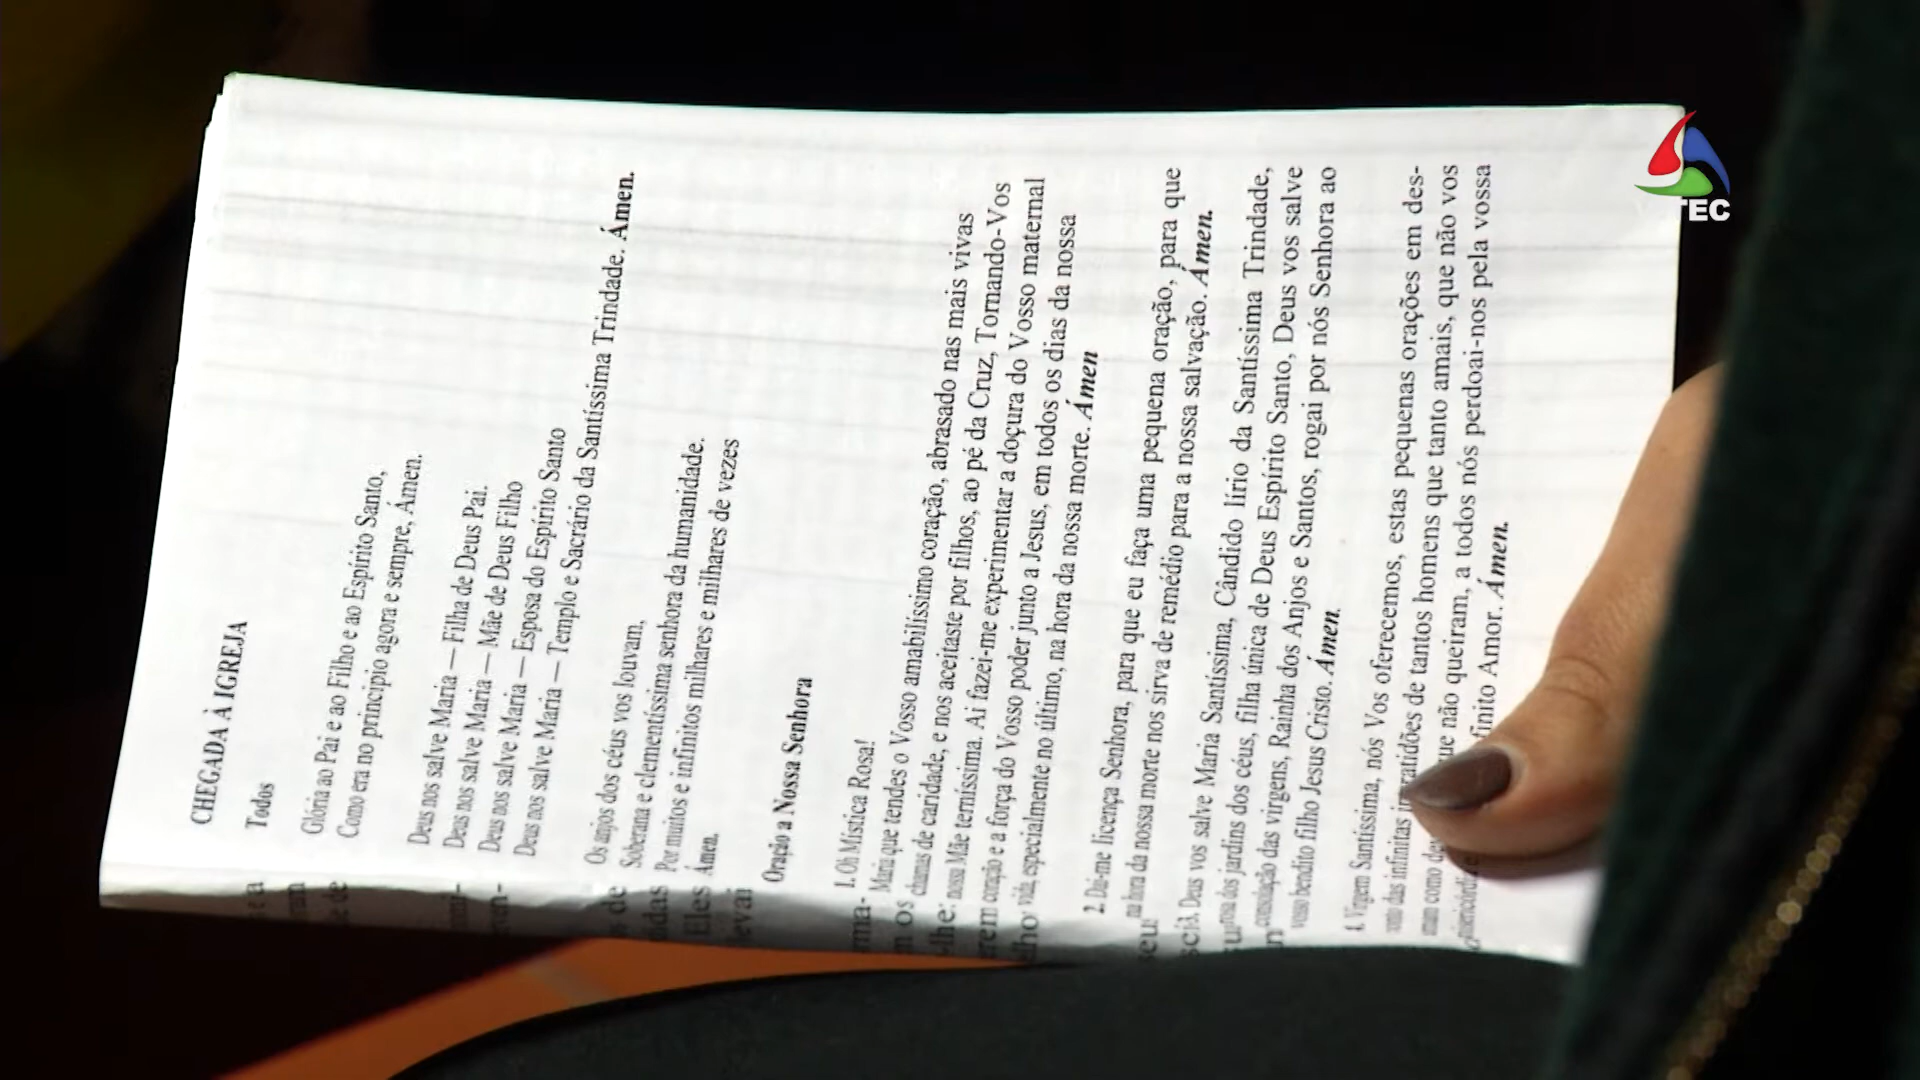 CHEGADA À IGREJA
Todos
Glória ao Pai e ao Filho e ao Espírito Santo,
Como era no principio agora e sempre, Ámen.
Deus nos salve Maria — Filha de Deus Pai.
Deus nos salve Maria — Mãe de Deus Filho
Deus nos salve Maria — Esposa do Espírito Santo
Deus nos salve Maria — Templo e Sacrário da Santíssima Trindade. Ámen.
Os anjos dos céus vos louvam,
Soberana e clementíssima senhora da humanidade.
Por muitos e infinitos milhares e milhares de vezes
Ámen.
Oração a Nossa Senhora
1. Oh Mística Rosa!
Maria que tendes o Vosso amabilíssimo coração, abrasado nas mais vivas
chamas de caridade, e nos aceitaste por filhos, ao pé da Cruz, Tornando-Vos
nossa Mãe terníssima. Ai fazei-me experimentar a doçura do Vosso maternal
coração e a força do Vosso poder junto a Jesus, em todos os dias da nossa
vida, especialmente no último, na hora da nossa morte. Ámen
2. Dai-me licença Senhora, para que eu faça uma pequena oração, para que
na hora da nossa morte nos sirva de remédio para a nossa salvação. Ámen.
3. Deus vos salve Maria Santíssima, Cândido lírio da Santíssima Trindade,
dos jardins dos céus, filha única de Deus Espírito Santo, Deus vos salve
consolação das virgens, Rainha dos Anjos e Santos, rogai por nós Senhora ao
vosso bendito filho Jesus Cristo. Ámen.
4. Virgem Santíssima, nós Vos oferecemos, estas pequenas orações em des-
das infinitas ingratidões de tantos homens que tanto amais, que não vos
como que não queiram, a todos nós perdoai-nos pela vossa
Amor. Ámen.
TEC